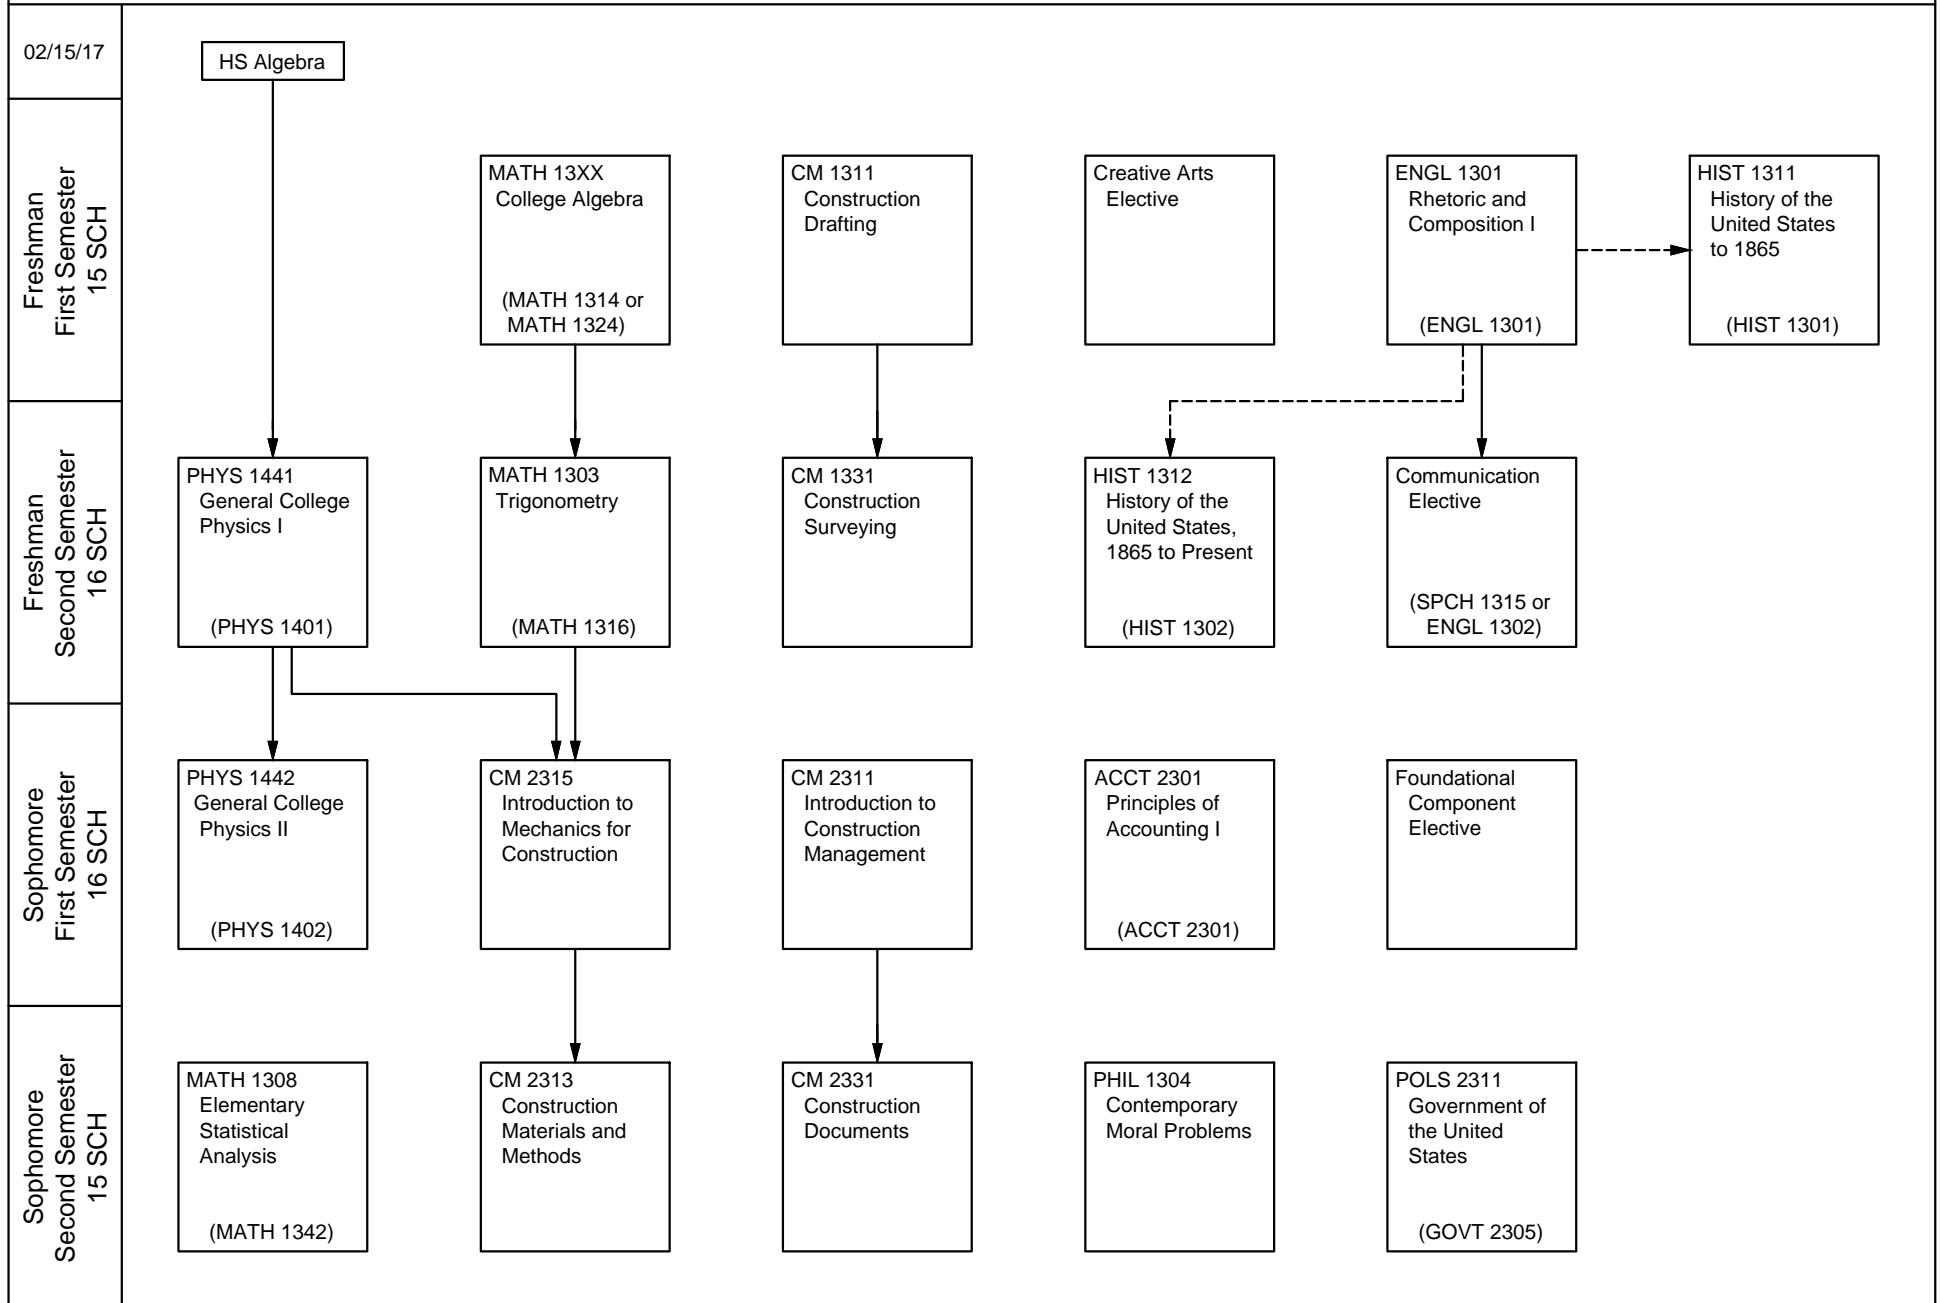 02/15/17
HS Algebra
Freshman
First Semester
15 SCH
MATH 13XX
College Algebra
(MATH 1314 or
MATH 1324)
CM 1311
Construction
Drafting
Creative Arts
Elective
ENGL 1301
Rhetoric and
Composition I
(ENGL 1301)
HIST 1311
History of the
United States
to 1865
(HIST 1301)
Freshman
Second Semester
16 SCH
PHYS 1441
General College
Physics I
(PHYS 1401)
MATH 1303
Trigonometry
(MATH 1316)
CM 1331
Construction
Surveying
HIST 1312
History of the
United States,
1865 to Present
(HIST 1302)
Communication
Elective
(SPCH 1315 or
ENGL 1302)
Sophomore
First Semester
16 SCH
PHYS 1442
General College
Physics II
(PHYS 1402)
CM 2315
Introduction to
Mechanics for
Construction
CM 2311
Introduction to
Construction
Management
ACCT 2301
Principles of
Accounting I
(ACCT 2301)
Foundational
Component
Elective
Sophomore
Second Semester
15 SCH
MATH 1308
Elementary
Statistical
Analysis
(MATH 1342)
CM 2313
Construction
Materials and
Methods
CM 2331
Construction
Documents
PHIL 1304
Contemporary
Moral Problems
POLS 2311
Government of
the United
States
(GOVT 2305)